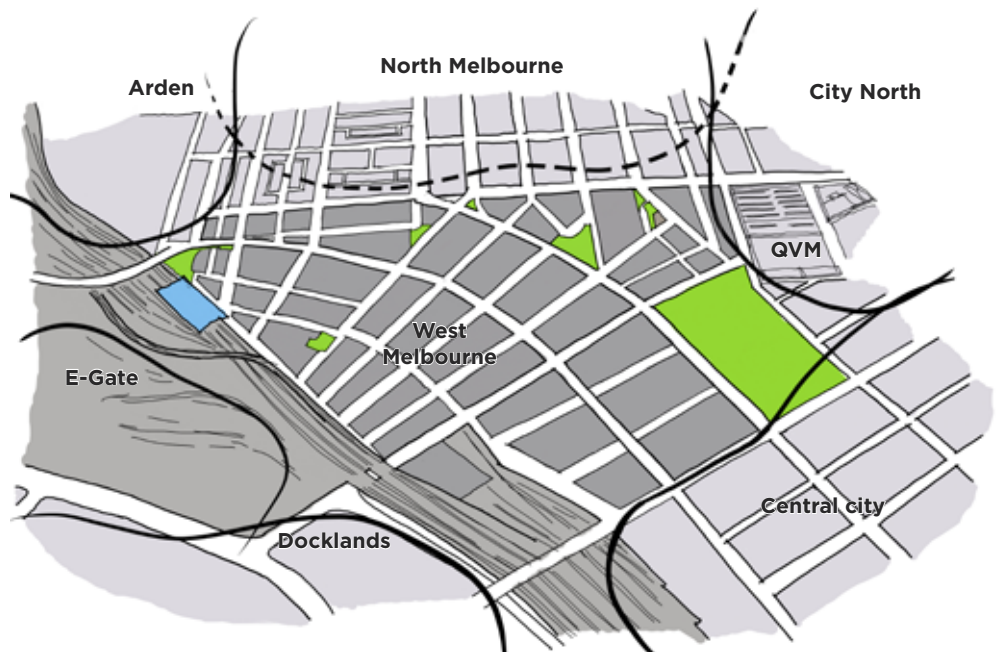 North Melbourne
Arden
City North
QVM
West
Melbourne
E-Gate
Central city
Docklands